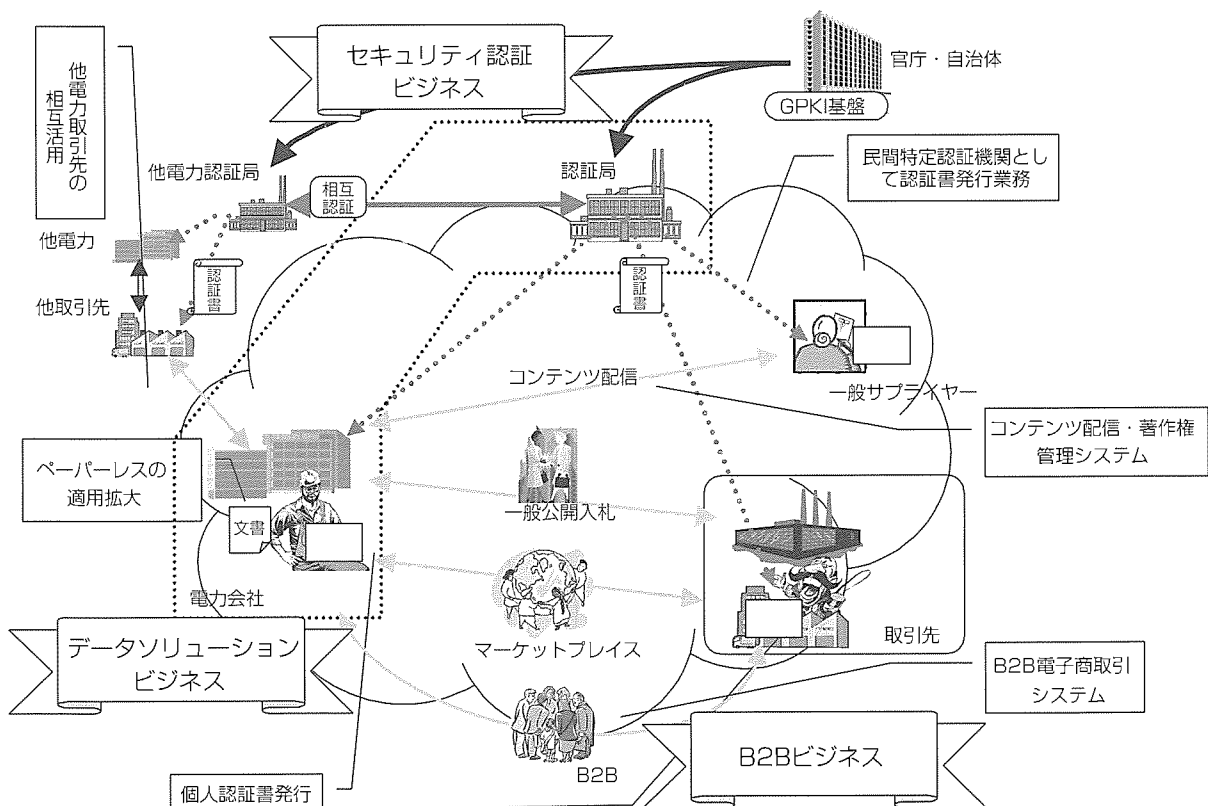 セキュリティ認証
ビジネス
官庁・自治体
GPKI基盤
他電力取引先の
相互活用
民間特定認証機関とし
て認証書発行業務
他電力認証局
相互
認証
認証局
他電力
認証書
認証書
他取引先
コンテンツ配信
一般サプライヤー
コンテンツ配信・著作権
管理システム
ペーパーレスの
適用拡大
文書
一般公開入札
電力会社
データソリューション
ビジネス
マーケットプレイス
取引先
B2B電子商取引
システム
B2B
B2Bビジネス
個人認証書発行